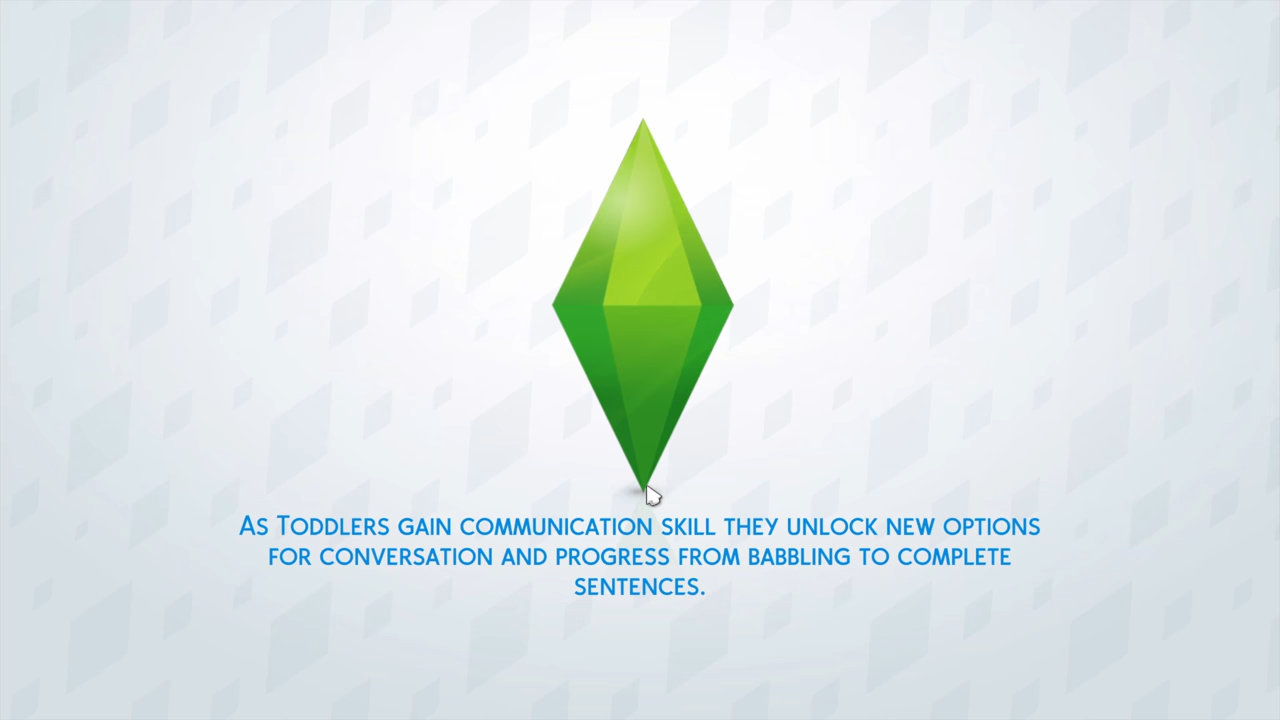 As Toddlers gain communication skill they unlock new options
for conversation and progress from babbling to complete
sentences.